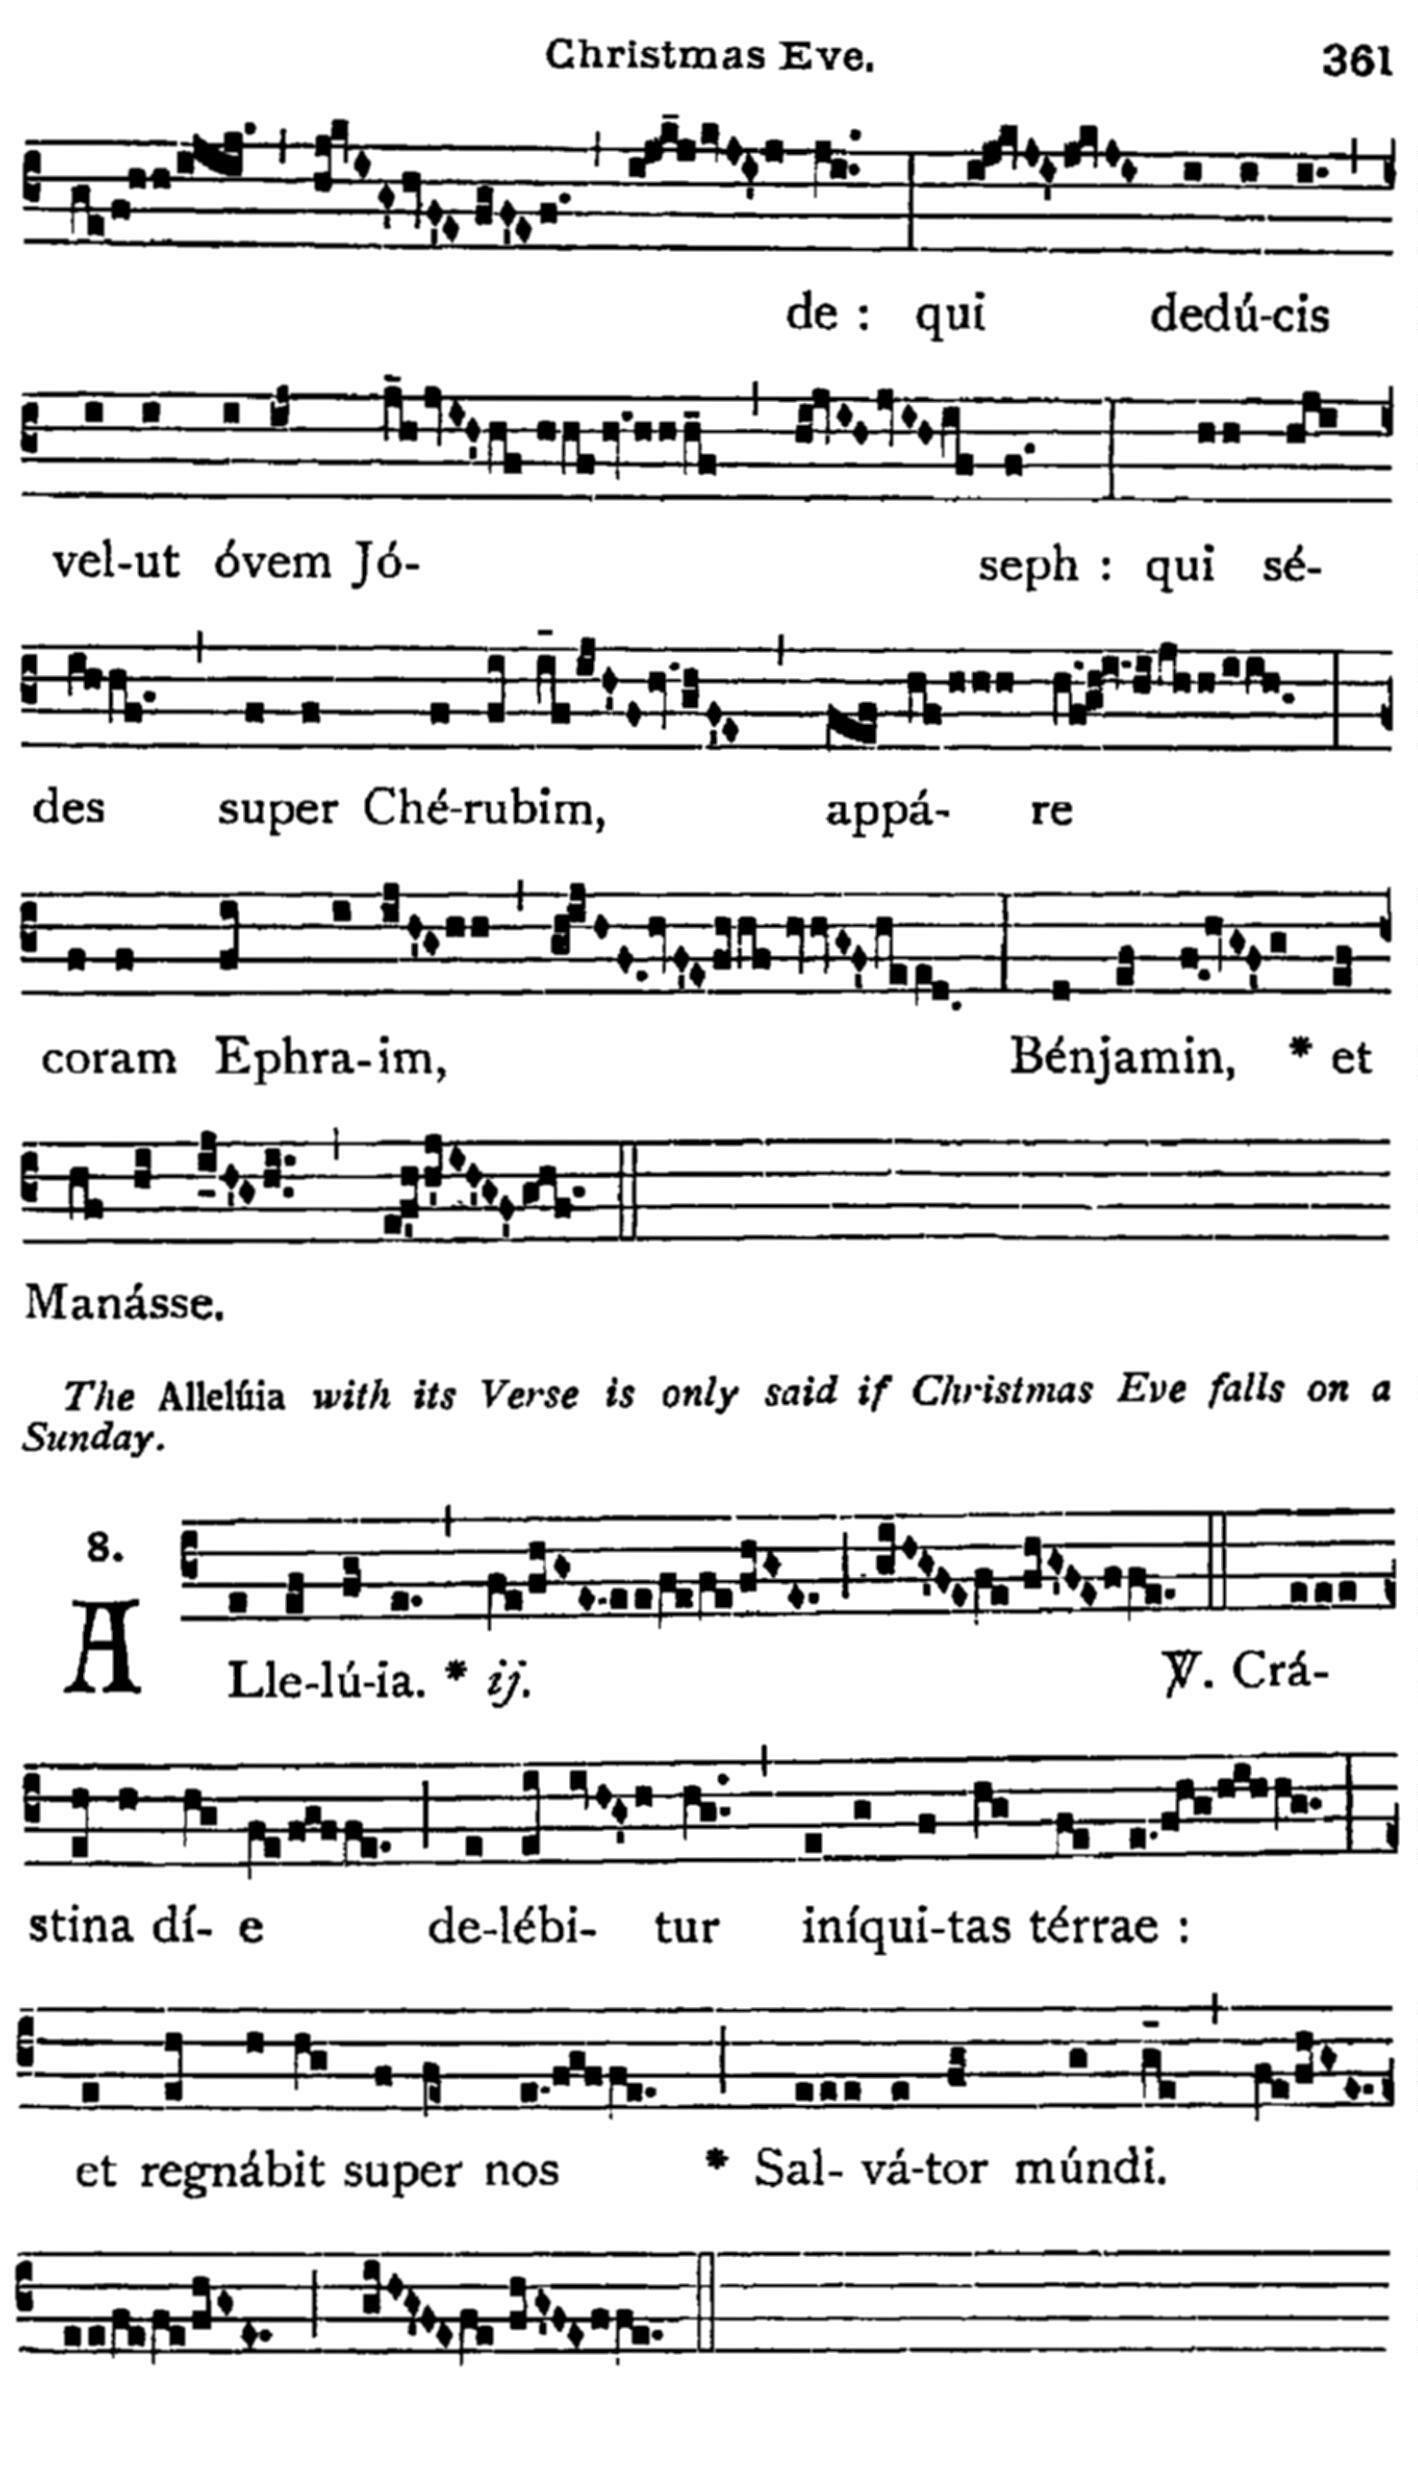 Christmas Eve. 361
de : qui dedú-cis
vel-ut óvem Jó- seph : qui sé-
des super Ché-rubim, appá- re
coram Ephra-im, Bénjamin, * et
Manásse.
The Allelúia with its Verse is only said if Christmas Eve falls on a
Sunday.
8.
ALle-lú-ia. * ij. ℣. Crá-
stina dí- e de-lébi- tur iníqui-tas térrae :
et regnábit super nos * Sal- vá-tor múndi.